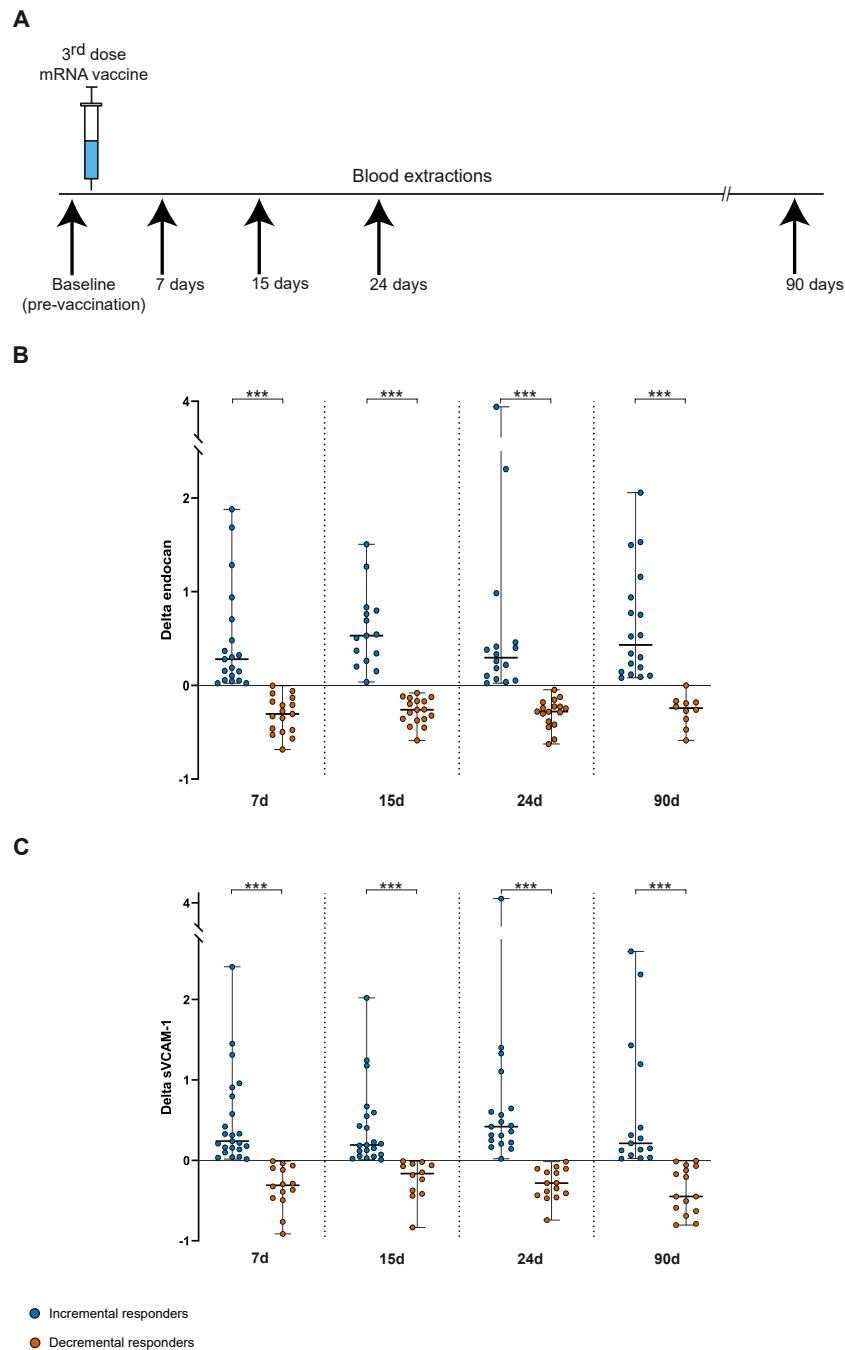 A
3rd dose
mRNA vaccine
Blood extractions
//
Baseline
(pre-vaccination)
7 days
15 days
24 days
90 days
B
*** *** *** ***
4
2
1
0
-1
Delta endocan
7d 15d 24d 90d
C
*** *** *** ***
4
2
1
0
-1
Delta sVCAM-1
7d 15d 24d 90d
Incremental responders
Decremental responders